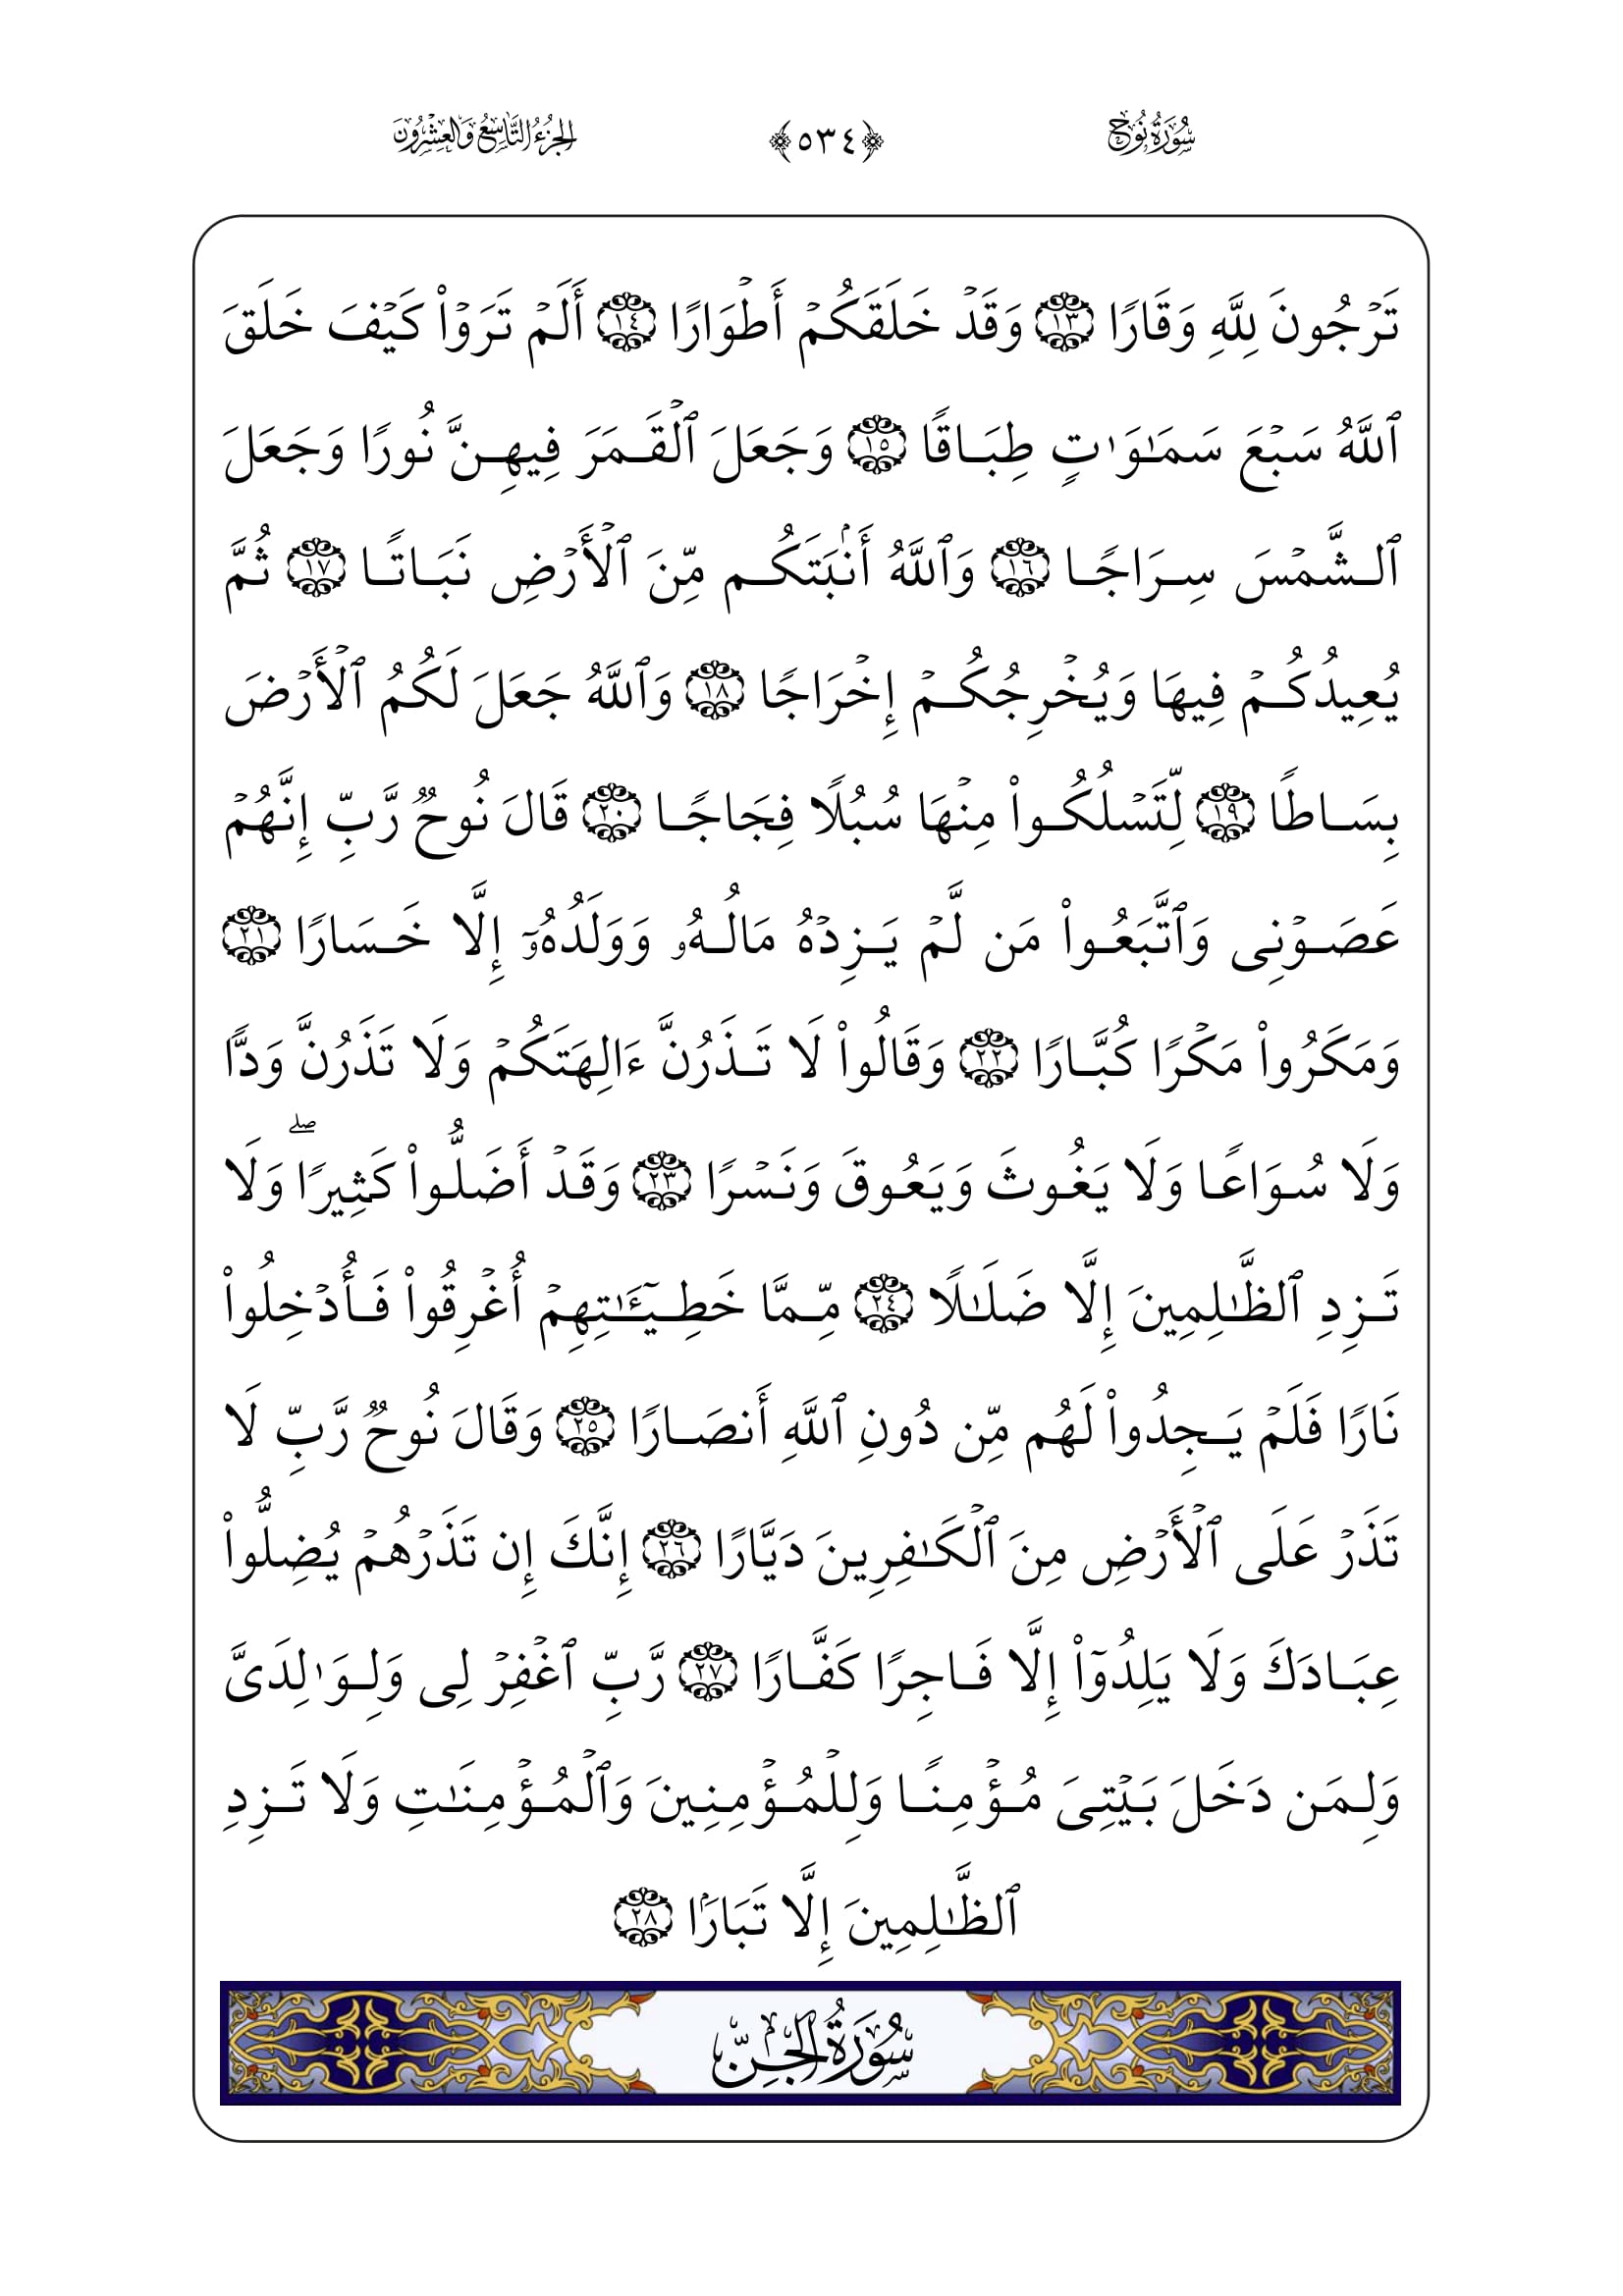 سُورَةُ نُوحٍ ﴿٥٣٤﴾ الجُزْءُ التَّاسِعُ وَالعِشْرُونَ
تَرۡجُونَ لِلَّهِ وَقَارٗا ١٣ وَقَدۡ خَلَقَكُمۡ أَطۡوَارًا ١٤ أَلَمۡ تَرَوۡاْ كَيۡفَ خَلَقَ
ٱللَّهُ سَبۡعَ سَمَٰوَٰتٖ طِبَاقٗا ١٥ وَجَعَلَ ٱلۡقَمَرَ فِيهِنَّ نُورٗا وَجَعَلَ
ٱلشَّمۡسَ سِرَاجٗا ١٦ وَٱللَّهُ أَنۢبَتَكُم مِّنَ ٱلۡأَرۡضِ نَبَاتٗا ١٧ ثُمَّ
يُعِيدُكُمۡ فِيهَا وَيُخۡرِجُكُمۡ إِخۡرَاجٗا ١٨ وَٱللَّهُ جَعَلَ لَكُمُ ٱلۡأَرۡضَ
بِسَاطٗا ١٩ لِّتَسۡلُكُواْ مِنۡهَا سُبُلٗا فِجَاجٗا ٢٠ قَالَ نُوحٞ رَّبِّ إِنَّهُمۡ
عَصَوۡنِي وَٱتَّبَعُواْ مَن لَّمۡ يَزِدۡهُ مَالُهُۥ وَوَلَدُهُۥٓ إِلَّا خَسَارٗا ٢١
وَمَكَرُواْ مَكۡرٗا كُبَّارٗا ٢٢ وَقَالُواْ لَا تَذَرُنَّ ءَالِهَتَكُمۡ وَلَا تَذَرُنَّ وَدّٗا
وَلَا سُوَاعٗا وَلَا يَغُوثَ وَيَعُوقَ وَنَسۡرٗا ٢٣ وَقَدۡ أَضَلُّواْ كَثِيرٗاۖ وَلَا
تَزِدِ ٱلظَّٰلِمِينَ إِلَّا ضَلَٰلٗا ٢٤ مِّمَّا خَطِيٓـَٰٔتِهِمۡ أُغۡرِقُواْ فَأُدۡخِلُواْ
نَارٗا فَلَمۡ يَجِدُواْ لَهُم مِّن دُونِ ٱللَّهِ أَنصَارٗا ٢٥ وَقَالَ نُوحٞ رَّبِّ لَا
تَذَرۡ عَلَى ٱلۡأَرۡضِ مِنَ ٱلۡكَٰفِرِينَ دَيَّارًا ٢٦ إِنَّكَ إِن تَذَرۡهُمۡ يُضِلُّواْ
عِبَادَكَ وَلَا يَلِدُوٓاْ إِلَّا فَاجِرٗا كَفَّارٗا ٢٧ رَّبِّ ٱغۡفِرۡ لِي وَلِوَٰلِدَيَّ
وَلِمَن دَخَلَ بَيۡتِيَ مُؤۡمِنٗا وَلِلۡمُؤۡمِنِينَ وَٱلۡمُؤۡمِنَٰتِ وَلَا تَزِدِ
ٱلظَّٰلِمِينَ إِلَّا تَبَارَۢا ٢٨
سُورَةُ الجِنِّ